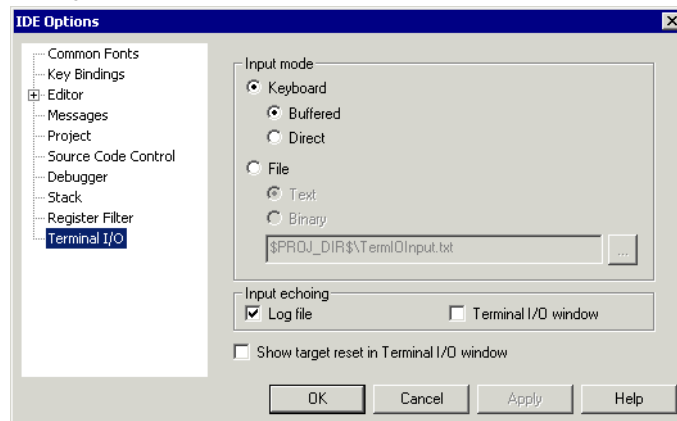 IDE Options
Common Fonts
Key Bindings
Editor
Messages
Project
Source Code Control
Debugger
Stack
Register Filter
Terminal I/O
Input mode
Keyboard
Buffered
Direct
File
Text
Binary
$PROJ_DIR$\TermIOInput.txt
...
Input echoing
Log file Terminal I/O window
Show target reset in Terminal I/O window
OK Cancel Apply Help